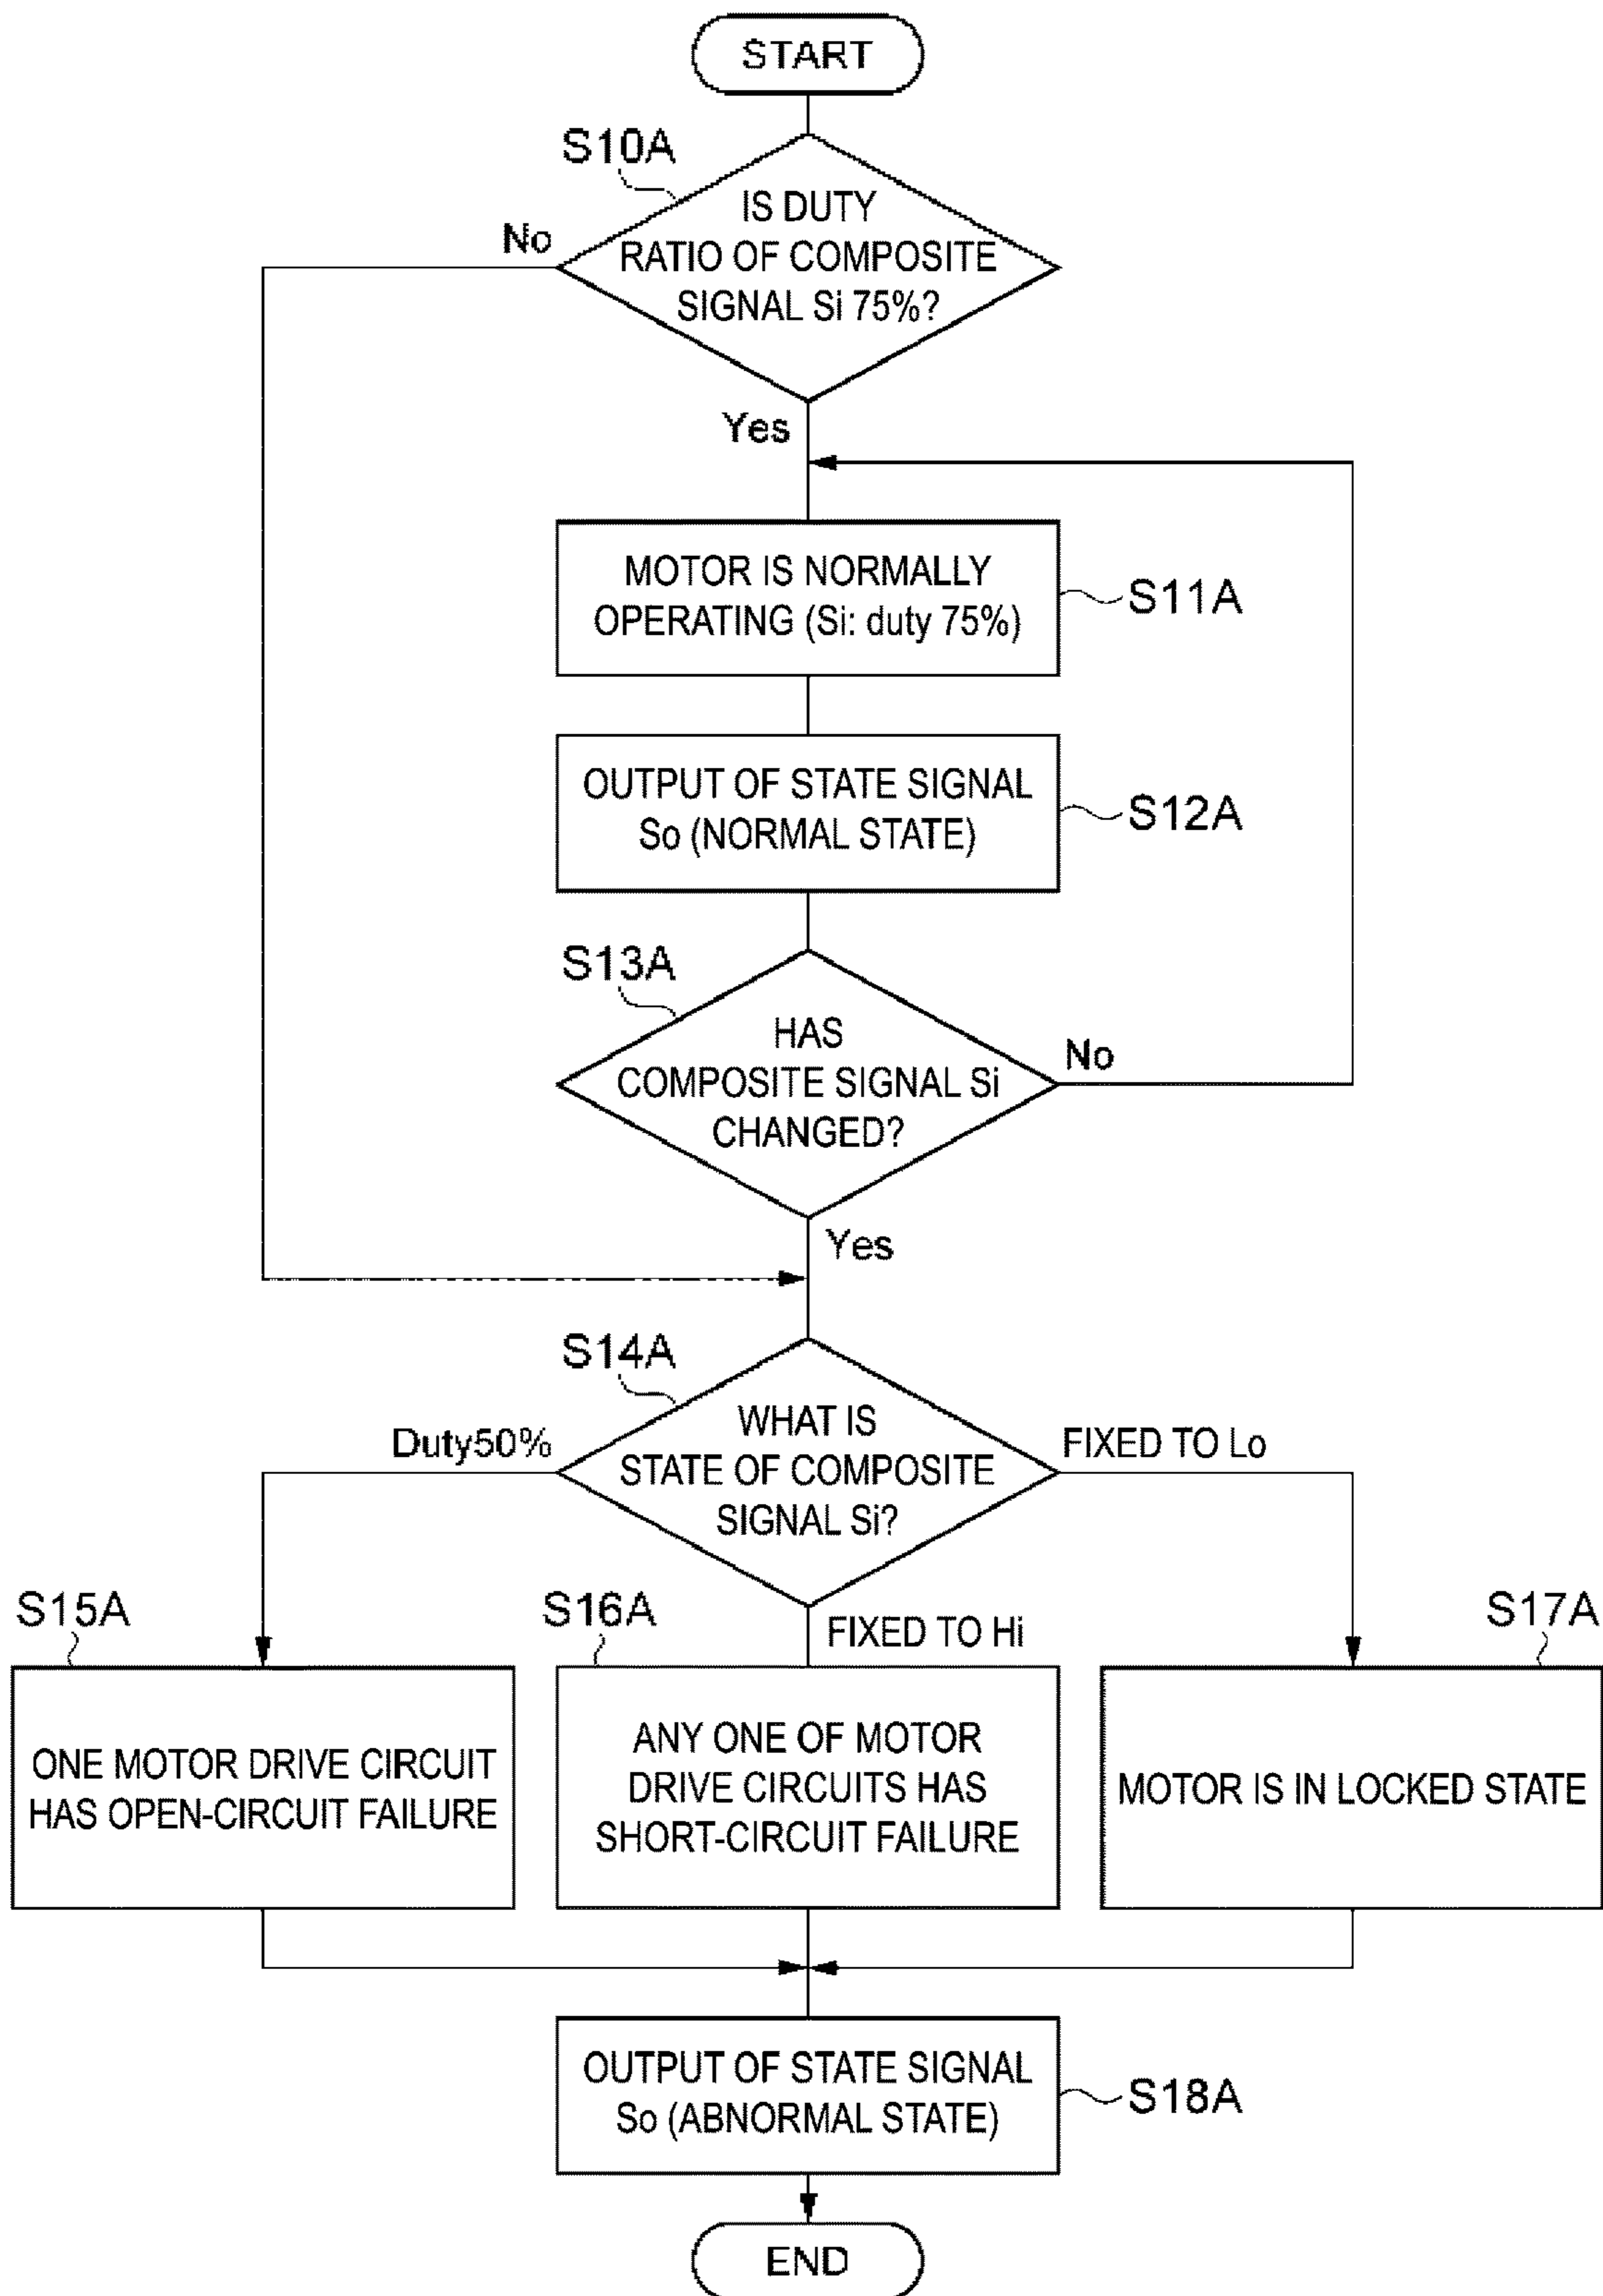 START
S10A
IS DUTY
RATIO OF COMPOSITE
SIGNAL Si 75%?
No
Yes
MOTOR IS NORMALLY
OPERATING (Si: duty 75%)
S11A
OUTPUT OF STATE SIGNAL
So (NORMAL STATE)
S12A
S13A
HAS
COMPOSITE SIGNAL Si
CHANGED?
No
Yes
S14A
WHAT IS
STATE OF COMPOSITE
SIGNAL Si?
Duty50%
FIXED TO Lo
FIXED TO Hi
S15A
ONE MOTOR DRIVE CIRCUIT
HAS OPEN-CIRCUIT FAILURE
S16A
ANY ONE OF MOTOR
DRIVE CIRCUITS HAS
SHORT-CIRCUIT FAILURE
S17A
MOTOR IS IN LOCKED STATE
OUTPUT OF STATE SIGNAL
So (ABNORMAL STATE)
S18A
END